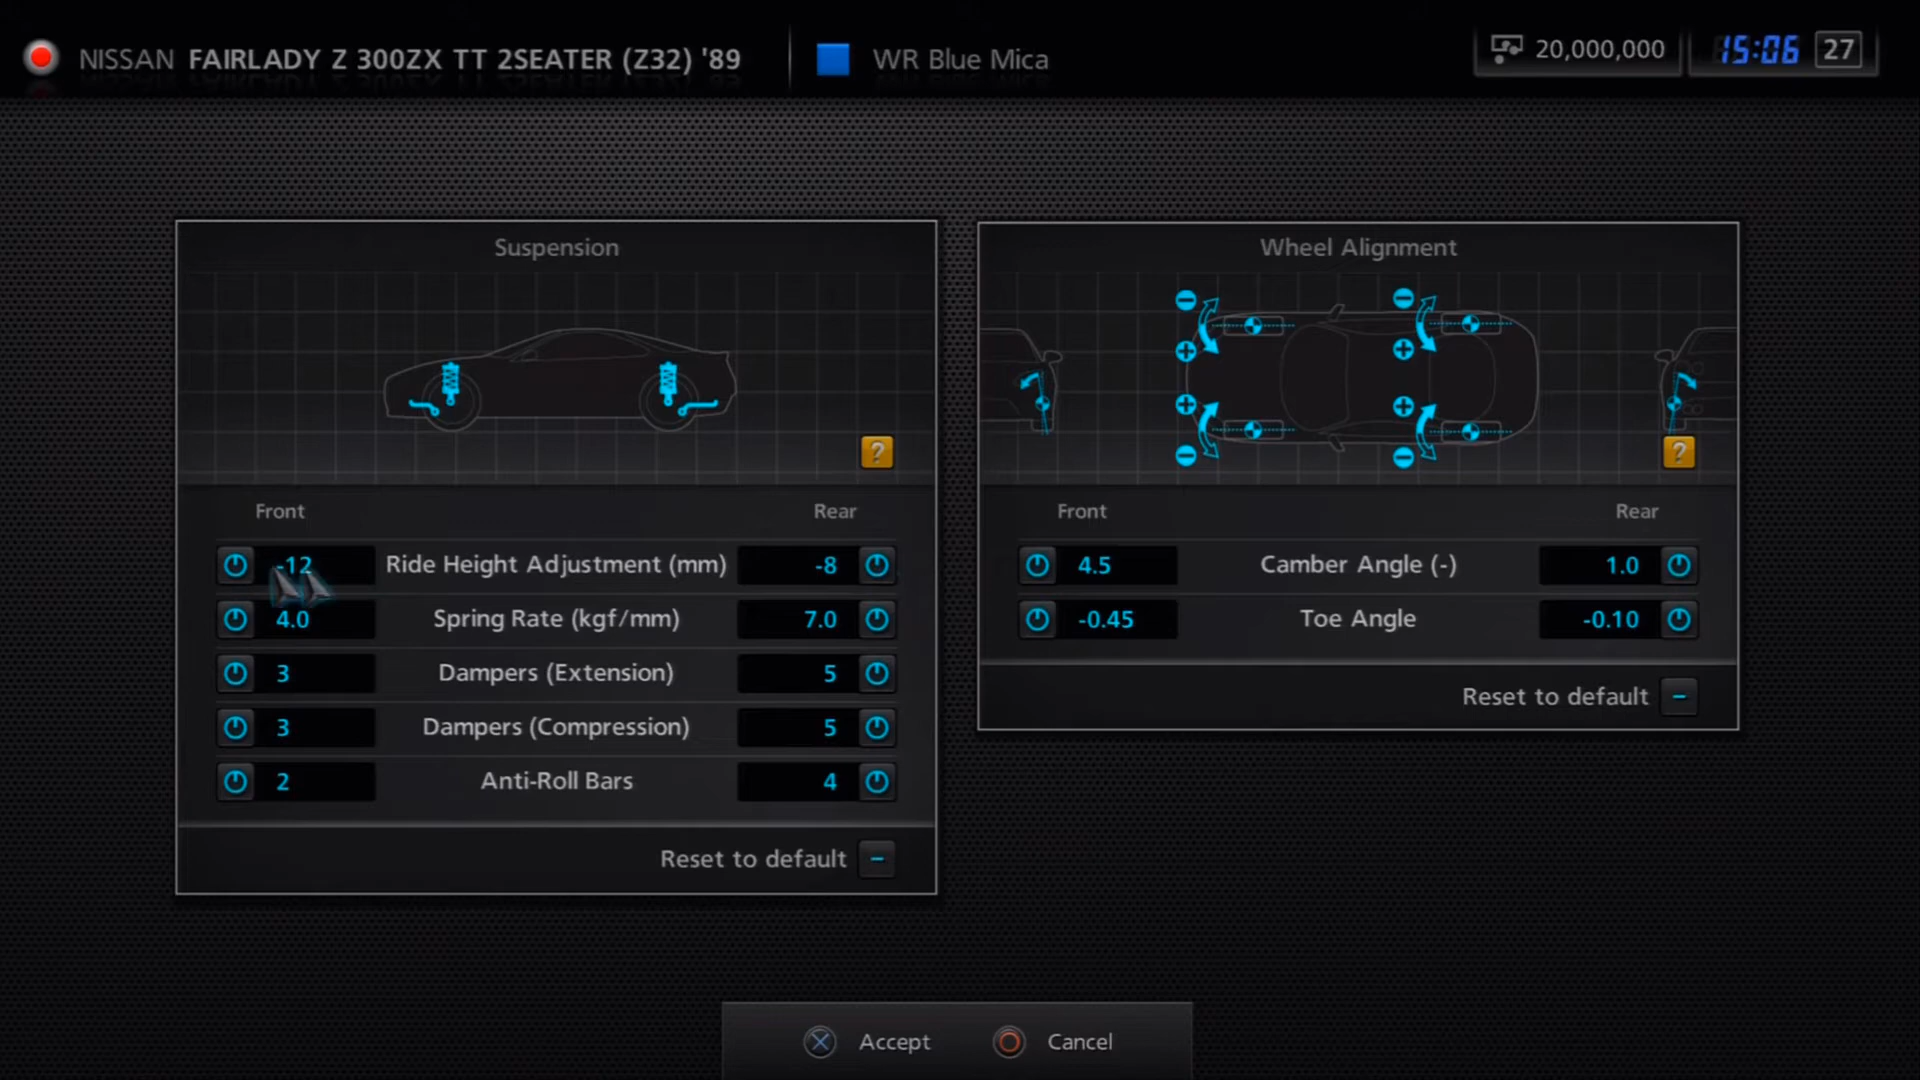 NISSAN FAIRLADY Z 300ZX TT 2SEATER (Z32) '89 WR Blue Mica 20,000,000 15:06 27
Suspension
?
Front Rear
-12 Ride Height Adjustment (mm) -8
4.0 Spring Rate (kgf/mm) 7.0
3 Dampers (Extension) 5
3 Dampers (Compression) 5
2 Anti-Roll Bars 4
Reset to default
Wheel Alignment
?
Front Rear
4.5 Camber Angle (-) 1.0
-0.45 Toe Angle -0.10
Reset to default
Accept Cancel